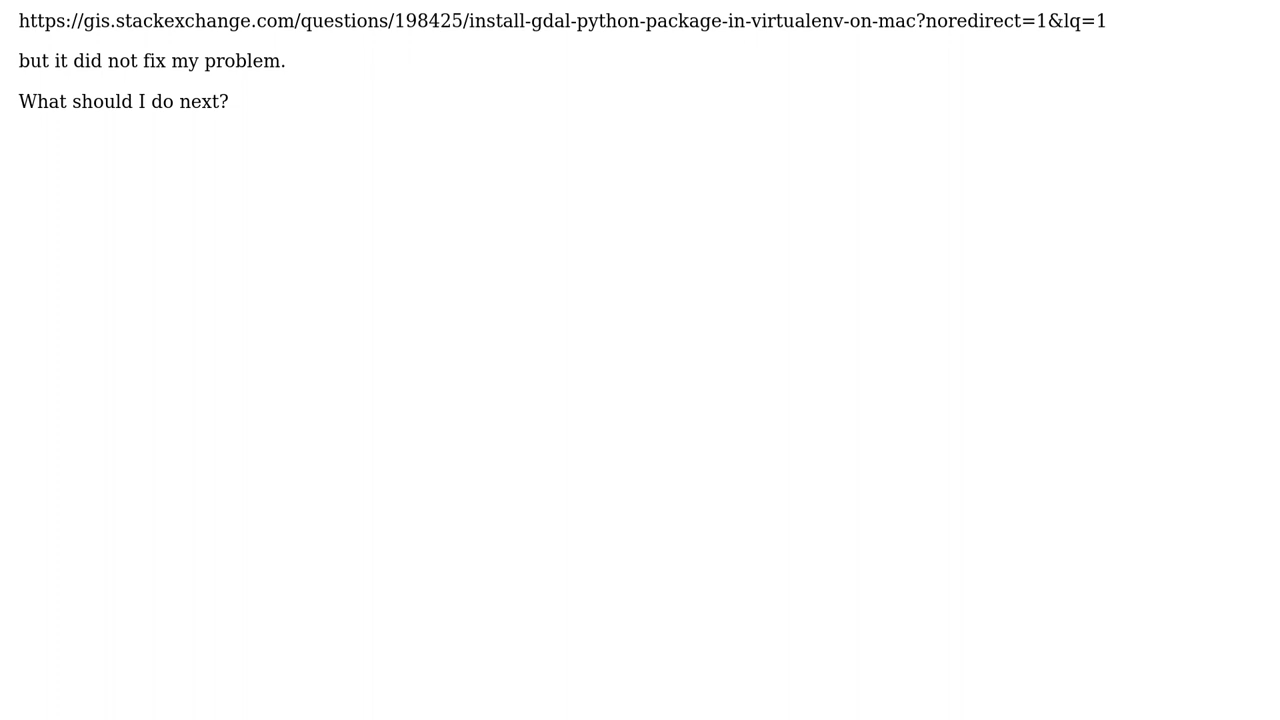 https://gis.stackexchange.com/questions/198425/install-gdal-python-package-in-virtualenv-on-mac?noredirect=1&lq=1
but it did not fix my problem.
What should I do next?